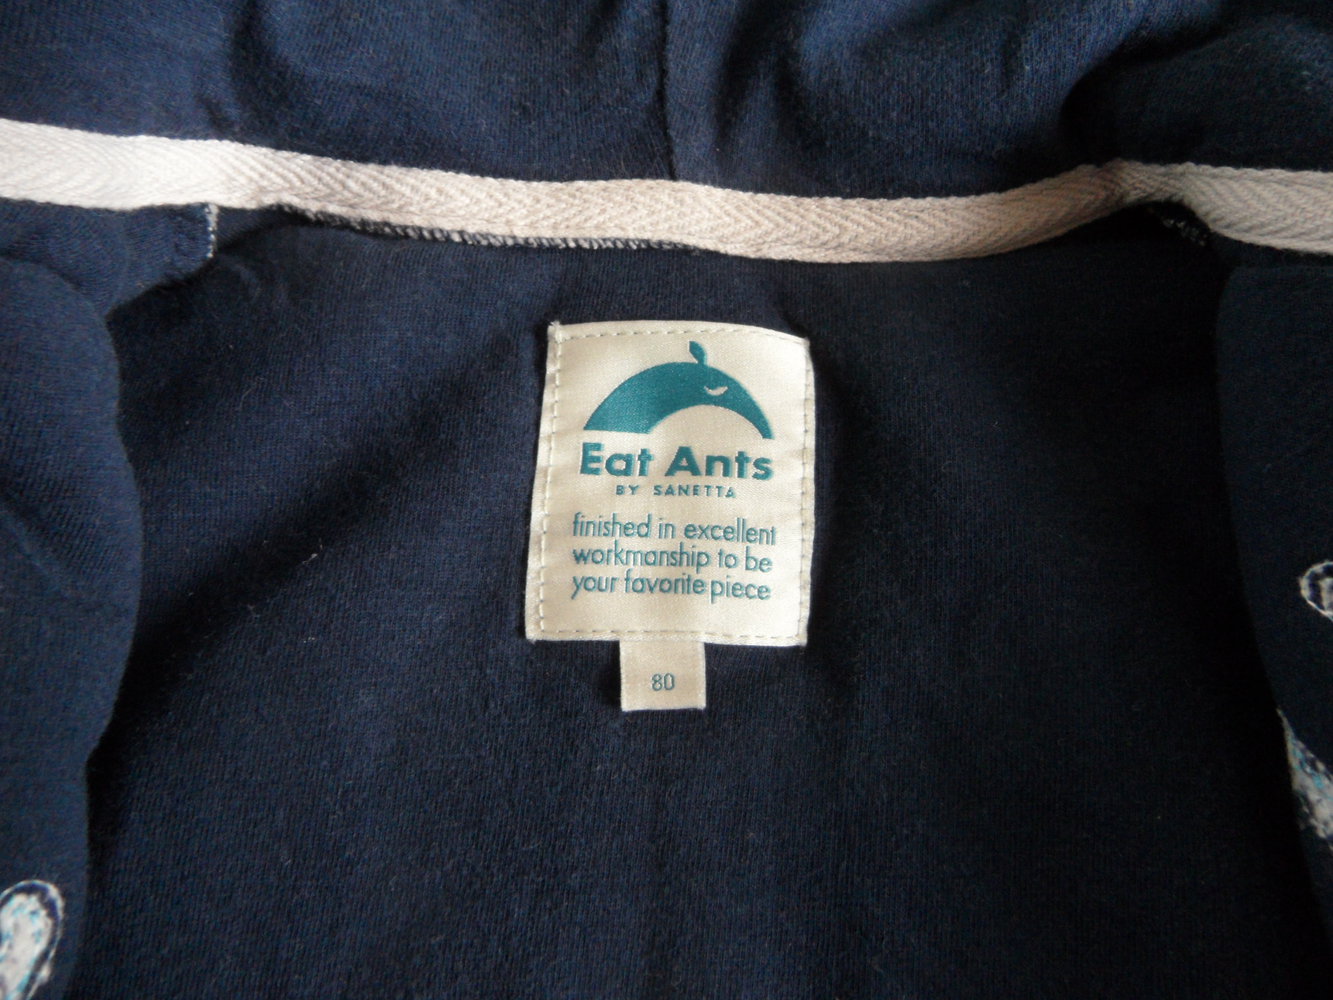 Eat Ants
BY SANETTA
finished in excellent
workmanship to be
your favorite piece
80